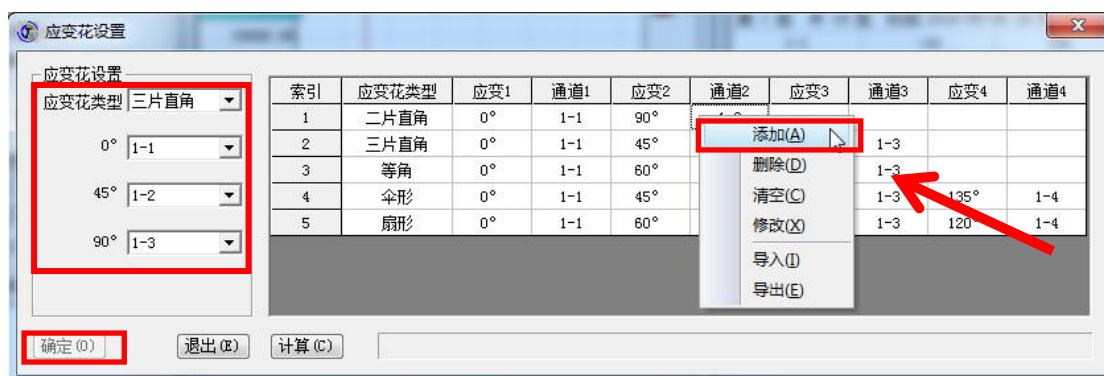 应变花设置
应变花设置
应变花类型 三片直角
0° 1-1
45° 1-2
90° 1-3
索引 应变花类型 应变1 通道1 应变2 通道2 应变3 通道3 应变4 通道4
1 二片直角 0° 1-1 90°
2 三片直角 0° 1-1 45° 1-3
3 等角 0° 1-1 60° 1-3
4 伞形 0° 1-1 45° 1-3 135° 1-4
5 扇形 0° 1-1 60° 1-3 120° 1-4
添加(A)
删除(D)
清空(C)
修改(X)
导入(I)
导出(E)
确定(O) 退出(E) 计算(C)